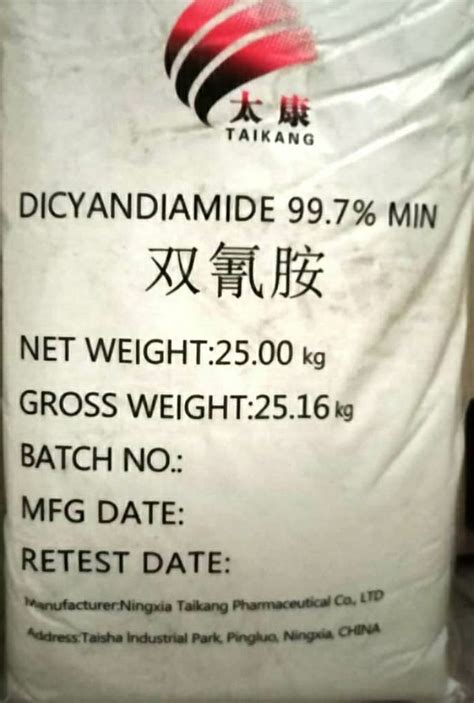 太康
TAIKANG
DICYANDIAMIDE 99.7% MIN
双氰胺
NET WEIGHT:25.00 kg
GROSS WEIGHT:25.16 kg
BATCH NO.:
MFG DATE:
RETEST DATE:
Manufacturer:Ningxia Taikang Pharmaceutical Co., LTD
Address:Taisha Industrial Park, Pingluo, Ningxia, CHINA